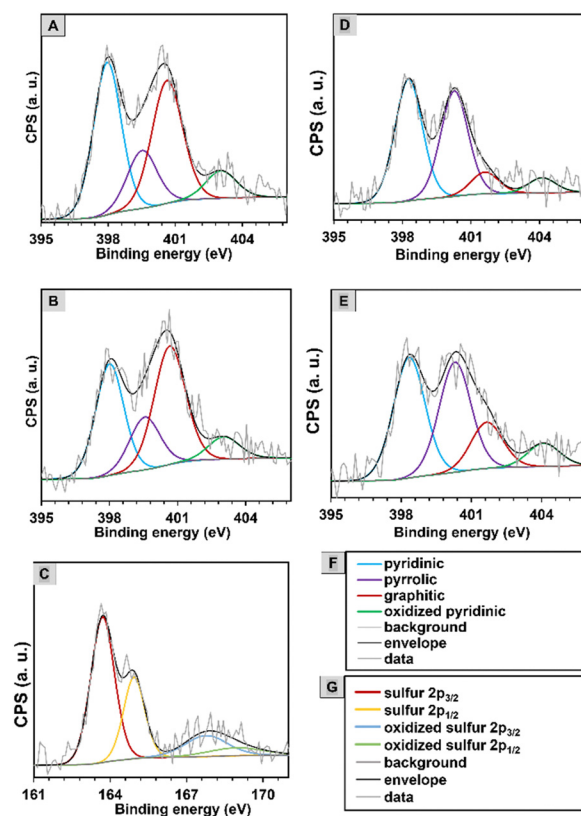 A
CPS (a. u.)
395 398 401 404
Binding energy (eV)
D
CPS (a. u.)
395 398 401 404
Binding energy (eV)
B
CPS (a. u.)
395 398 401 404
Binding energy (eV)
E
CPS (a. u.)
395 398 401 404
Binding energy (eV)
C
CPS (a. u.)
161 164 167 170
Binding energy (eV)
F
pyridinic
pyrrolic
graphitic
oxidized pyridinic
background
envelope
data
G
sulfur 2p3/2
sulfur 2p1/2
oxidized sulfur 2p3/2
oxidized sulfur 2p1/2
background
envelope
data